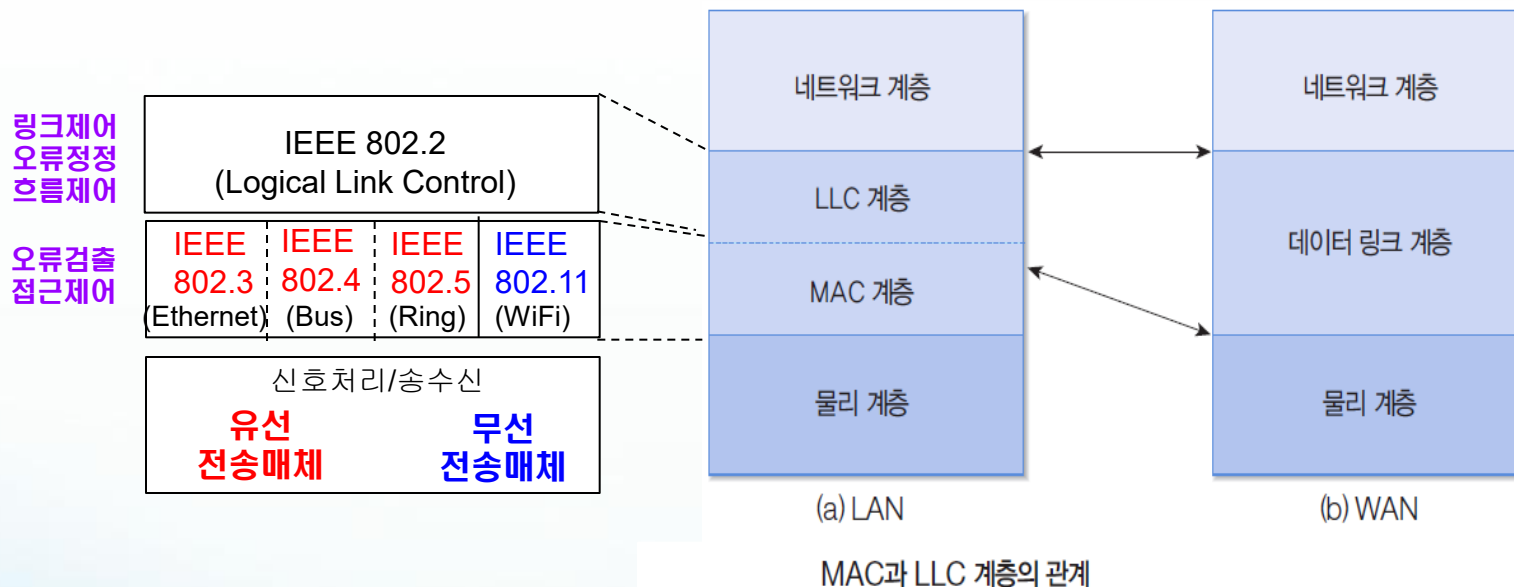 링크제어
오류정정
흐름제어
IEEE 802.2
(Logical Link Control)
오류검출
접근제어
IEEE 802.3 (Ethernet)
IEEE 802.4 (Bus)
IEEE 802.5 (Ring)
IEEE 802.11 (WiFi)
신호처리/송수신
유선
전송매체
무선
전송매체
네트워크 계층
LLC 계층
MAC 계층
물리 계층
(a) LAN
네트워크 계층
데이터 링크 계층
물리 계층
(b) WAN
MAC과 LLC 계층의 관계